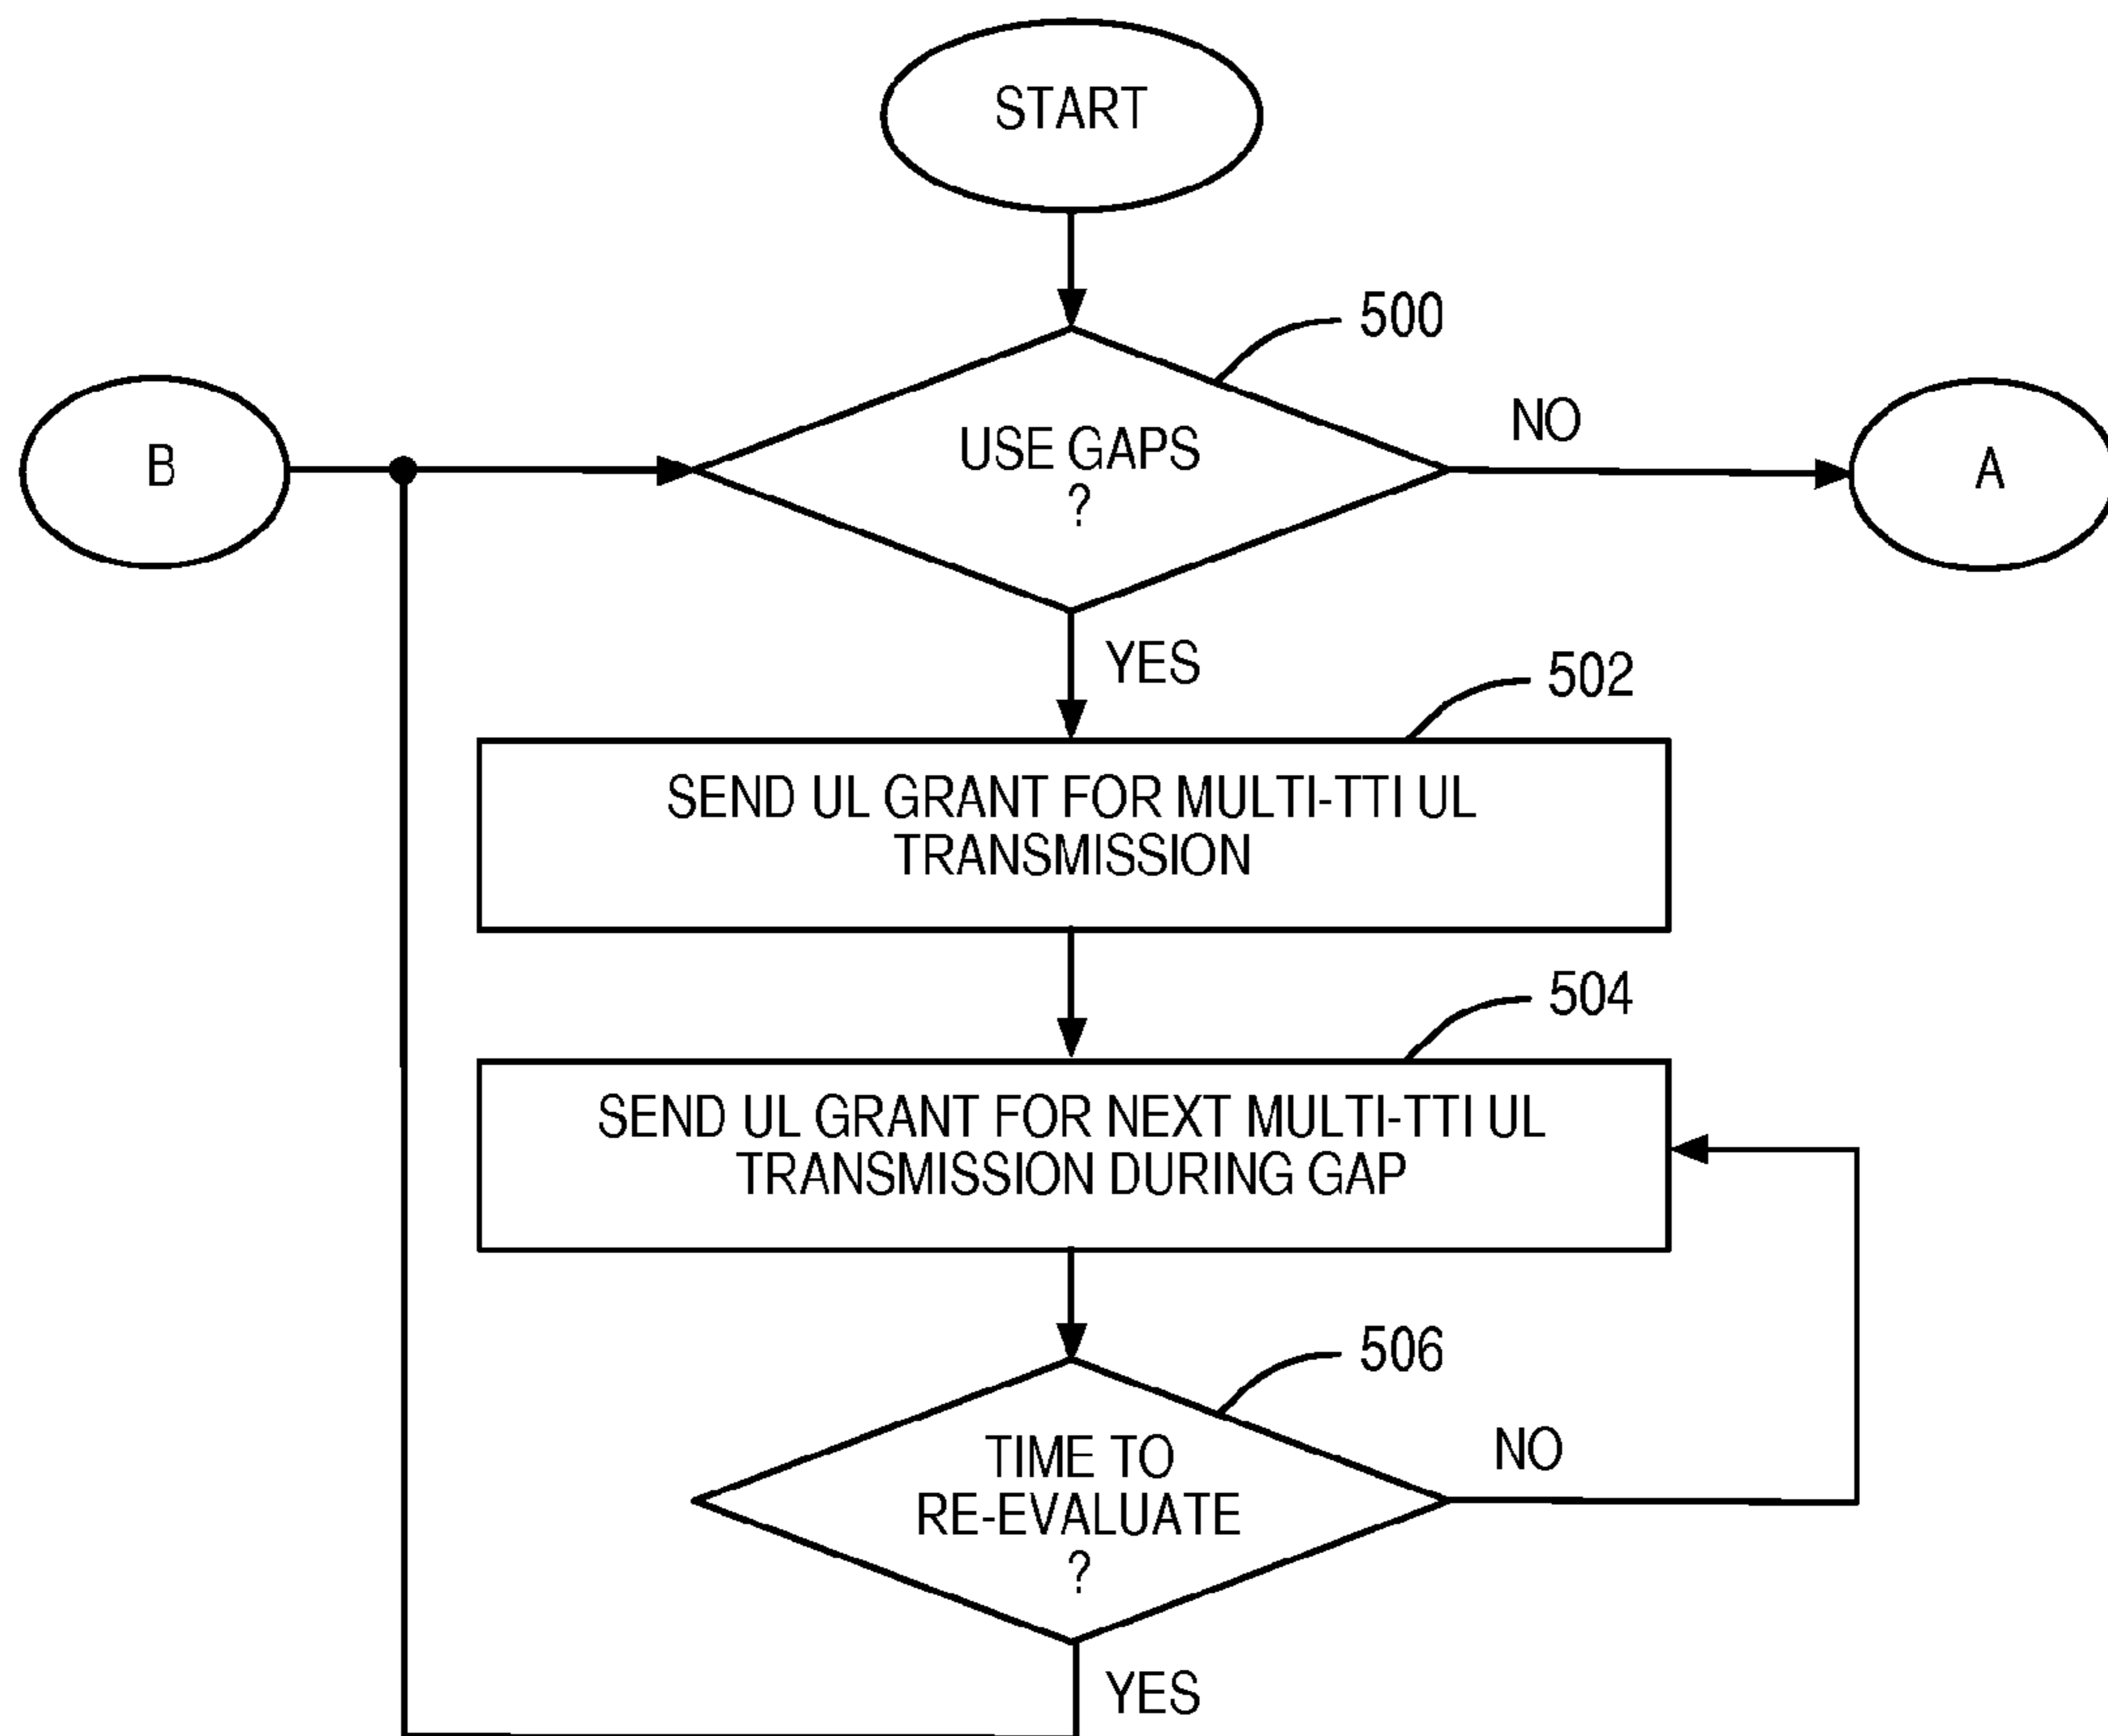 START
500
B
USE GAPS
?
NO
A
YES
502
SEND UL GRANT FOR MULTI-TTI UL
TRANSMISSION
504
SEND UL GRANT FOR NEXT MULTI-TTI UL
TRANSMISSION DURING GAP
506
TIME TO
RE-EVALUATE
?
NO
YES